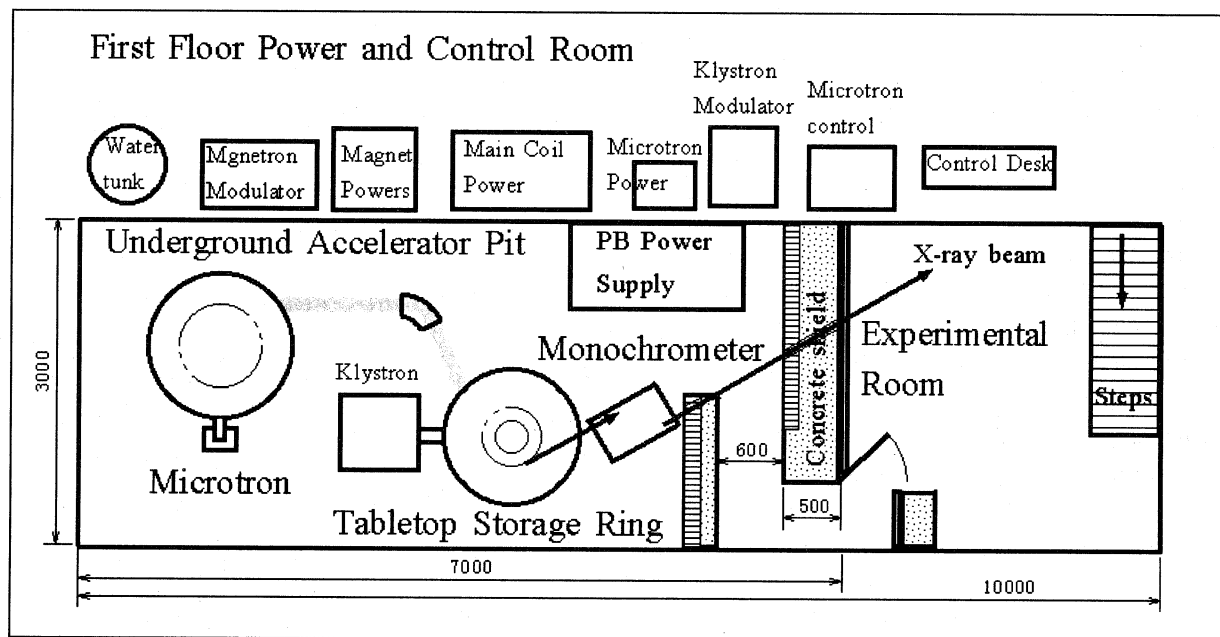 First Floor Power and Control Room
Klystron
Modulator
Microtron
control
Water
tunk
Mgnetron
Modulator
Magnet
Powers
Main Coil
Power
Microtron
Power
Control Desk
Underground Accelerator Pit
PB Power
Supply
X-ray beam
Monochrometer
Concrete shield
Experimental
Room
Steps
3000
Klystron
Microtron
600
500
Tabletop Storage Ring
7000
10000